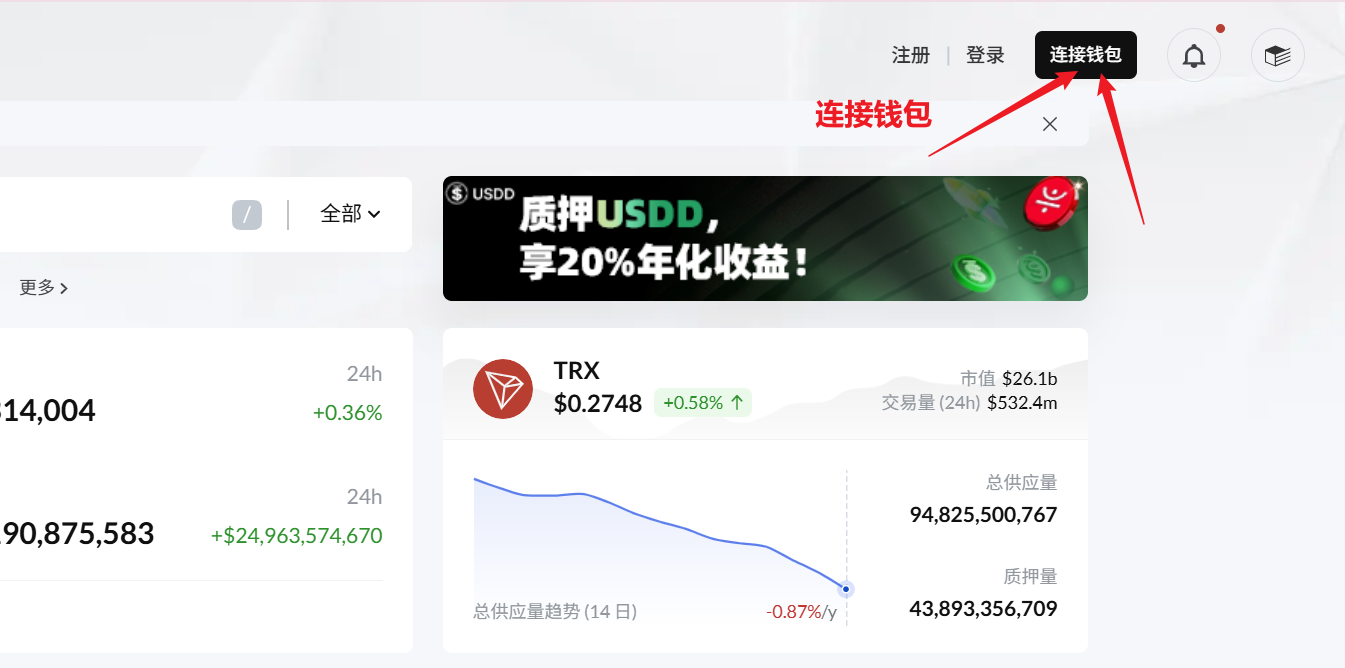 注册 | 登录 连接钱包
连接钱包
/ 全部
$ USDD
质押USDD，
享20%年化收益！
更多
24h
14,004 +0.36%
24h
90,875,583 +$24,963,574,670
TRX
$0.2748 +0.58% ↑
市值 $26.1b
交易量 (24h) $532.4m
总供应量
94,825,500,767
质押量
43,893,356,709
总供应量趋势 (14 日) -0.87%/y